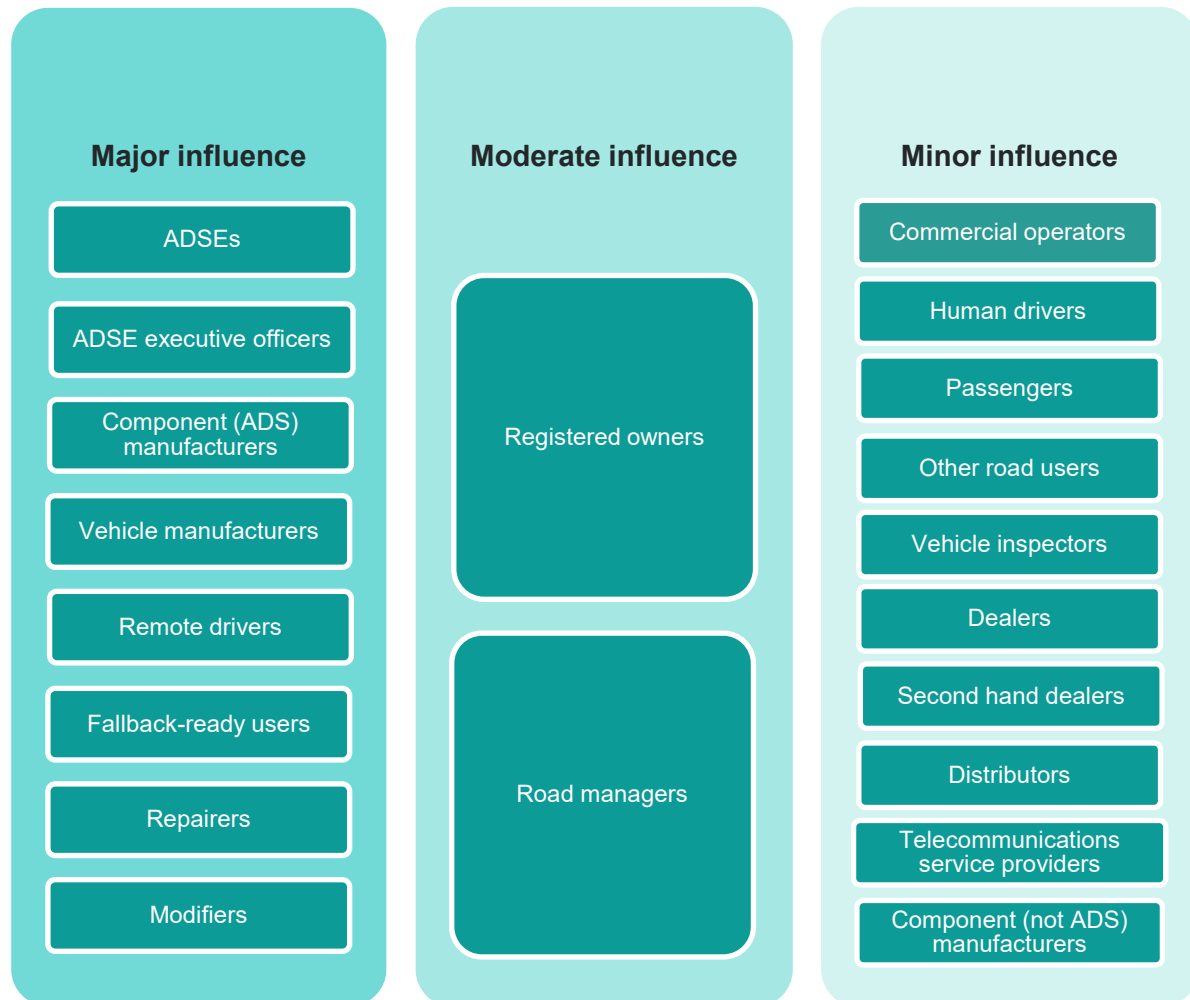 Major influence
ADSEs
ADSE executive officers
Component (ADS)
manufacturers
Vehicle manufacturers
Remote drivers
Fallback-ready users
Repairers
Modifiers
Moderate influence
Registered owners
Road managers
Minor influence
Commercial operators
Human drivers
Passengers
Other road users
Vehicle inspectors
Dealers
Second hand dealers
Distributors
Telecommunications
service providers
Component (not ADS)
manufacturers